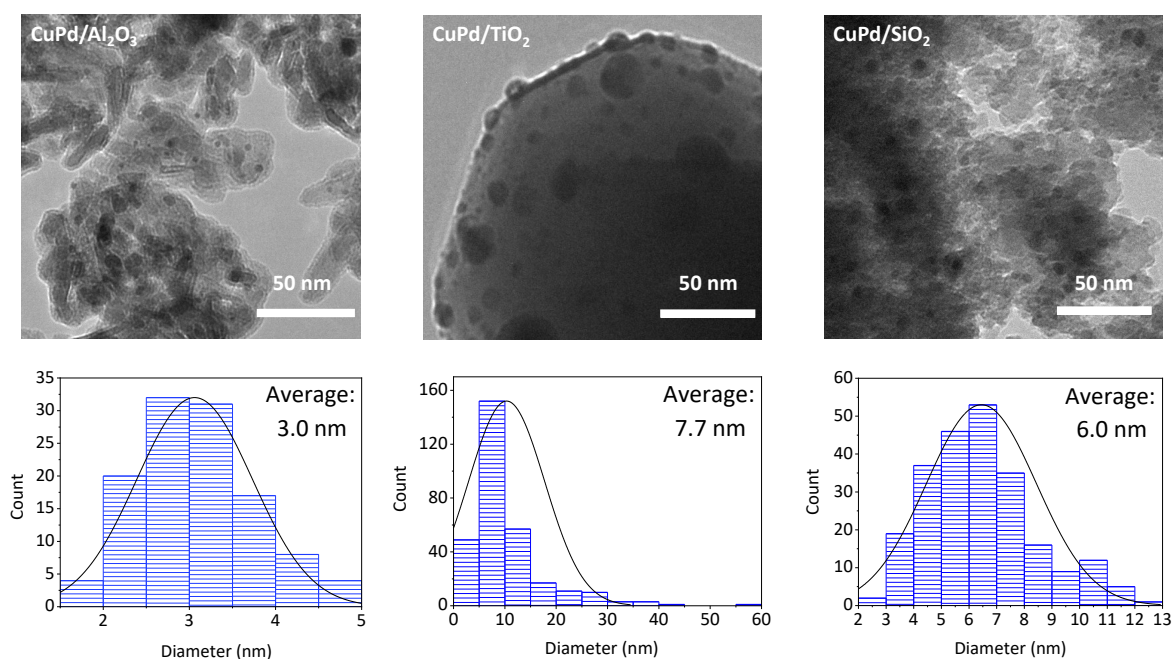 CuPd/Al₂O₃
CuPd/TiO₂
CuPd/SiO₂
50 nm
50 nm
50 nm
35
30
25
20
15
10
5
0
Count
2
3
4
5
Diameter (nm)
Average:
3.0 nm
160
120
80
40
0
Count
0
10
20
30
40
50
60
Diameter (nm)
Average:
7.7 nm
60
50
40
30
20
10
0
Count
2
3
4
5
6
7
8
9
10
11
12
13
Diameter (nm)
Average:
6.0 nm